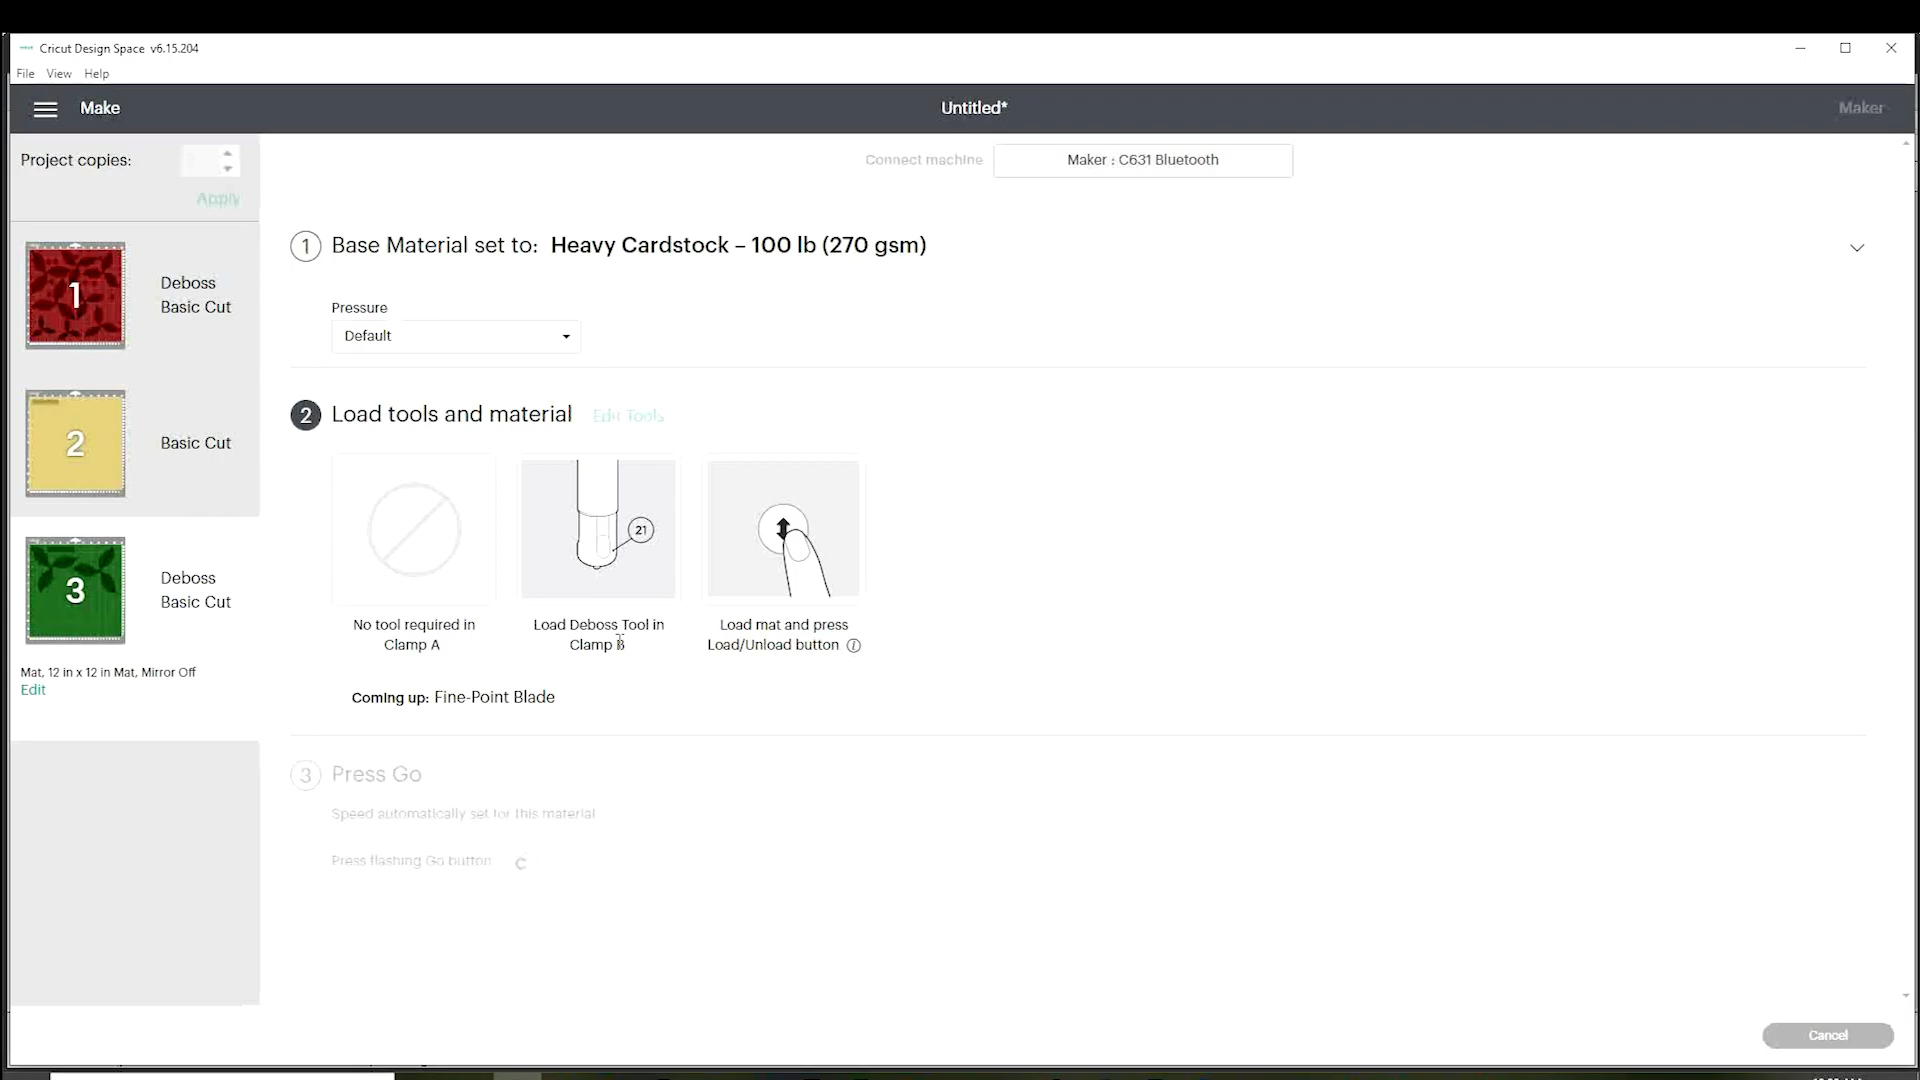 Cricut Design Space v6.15.204
File View Help
Make
Untitled*
Maker
Project copies:
Apply
Connect machine
Maker : C631 Bluetooth
1
Deboss
Basic Cut
2
Basic Cut
3
Deboss
Basic Cut
Mat, 12 in x 12 in Mat, Mirror Off
Edit
1 Base Material set to: Heavy Cardstock – 100 lb (270 gsm)
Pressure
Default
2 Load tools and material Edit Tools
21
No tool required in
Clamp A
Load Deboss Tool in
Clamp B
Load mat and press
Load/Unload button i
Coming up: Fine-Point Blade
3 Press Go
Speed automatically set for this material
Press flashing Go button
Cancel